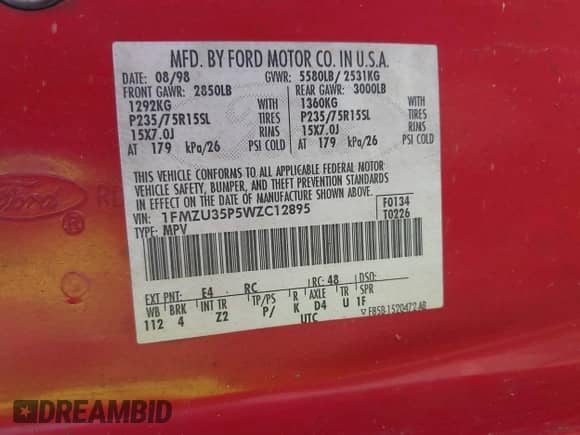 MFD. BY FORD MOTOR CO. IN U.S.A.
DATE: 08/98 GVWR: 5580LB/ 2531KG
FRONT GAWR: 2850LB REAR GAWR: 3000LB
1292KG WITH 1360KG WITH
P235/75R15SL TIRES P235/75R15SL TIRES
15X7.0J RIMS 15X7.0J RIMS
AT 179 kPa/26 PSI COLD AT 179 kPa/26 PSI COLD
THIS VEHICLE CONFORMS TO ALL APPLICABLE FEDERAL MOTOR
VEHICLE SAFETY, BUMPER, AND THEFT PREVENTION STANDARDS
IN EFFECT ON THE DATE OF MANUFACTURE SHOWN ABOVE.
VIN: 1FMZU35P5WZC12895 F0134
TYPE: MPV T0226
EXT PNT: E4 RC RC: 48 DSO:
WB BRK INT TR TP/PS R AXLE TR SPR
112 4 Z2 P/ K D4 U 1F
UTC
Ford
DREAMBID